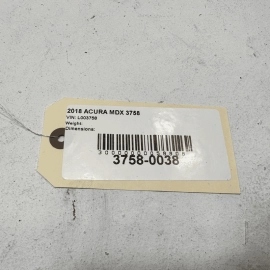 2018 ACURA MDX 3758
VIN: L003758
Weight:
Dimensions:
3758-0038